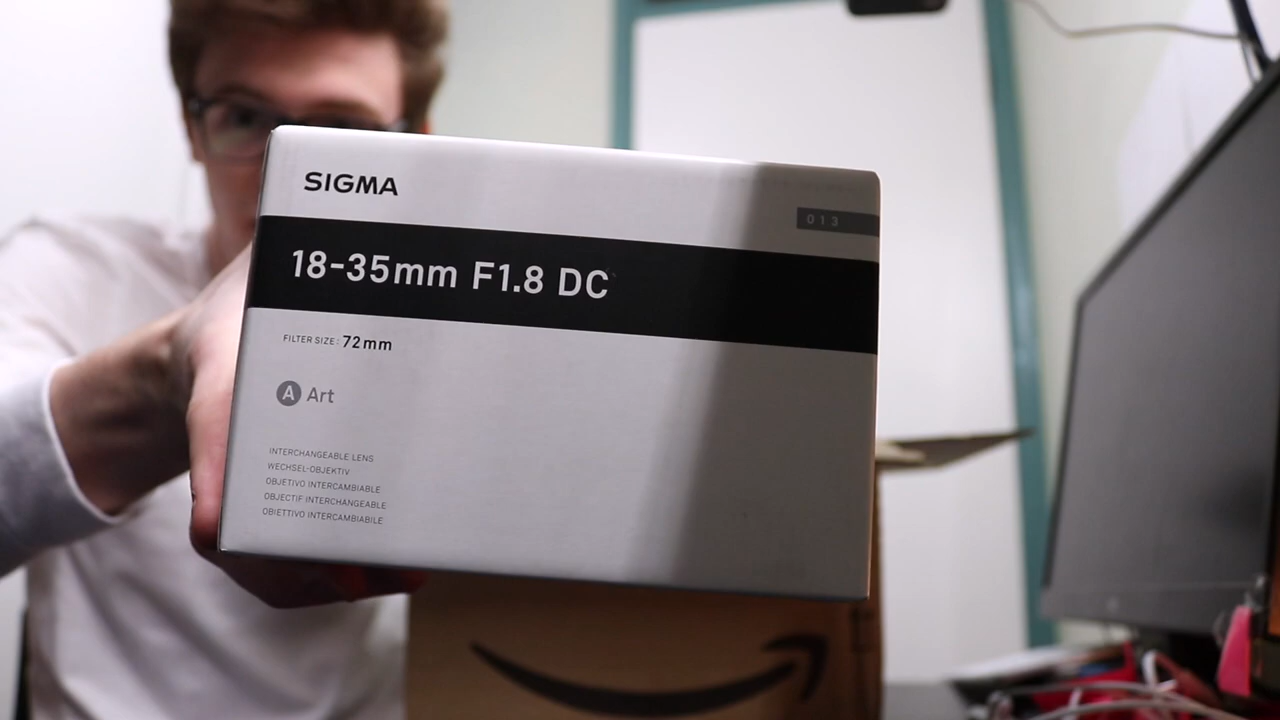 SIGMA
013
18-35mm F1.8 DC
FILTER SIZE: 72mm
A Art
INTERCHANGEABLE LENS
WECHSEL-OBJEKTIV
OBJETIVO INTERCAMBIABLE
OBJECTIF INTERCHANGEABLE
OBIETTIVO INTERCAMBIABILE